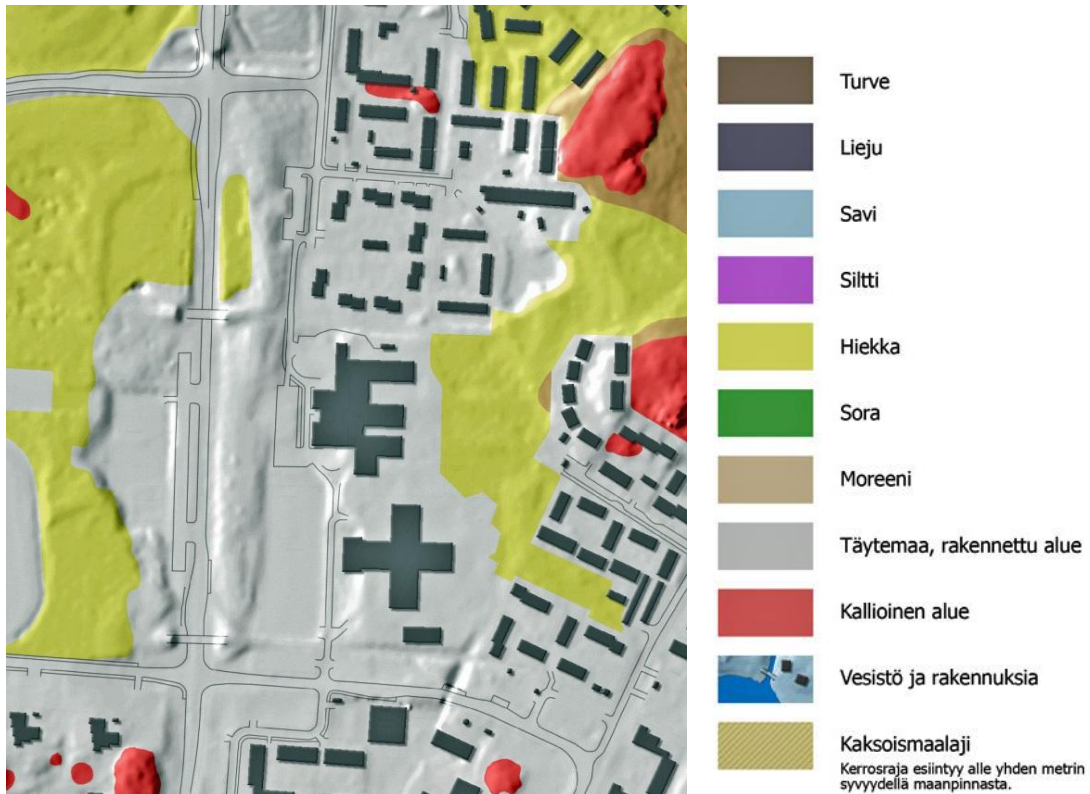 Turve
Lieju
Savi
Siltti
Hiekka
Sora
Moreeni
Täytemaa, rakennettu alue
Kallioinen alue
Vesistö ja rakennuksia
Kaksoismaalaji
Kerrosraja esiintyy alle yhden metrin
syvyydellä maanpinnasta.